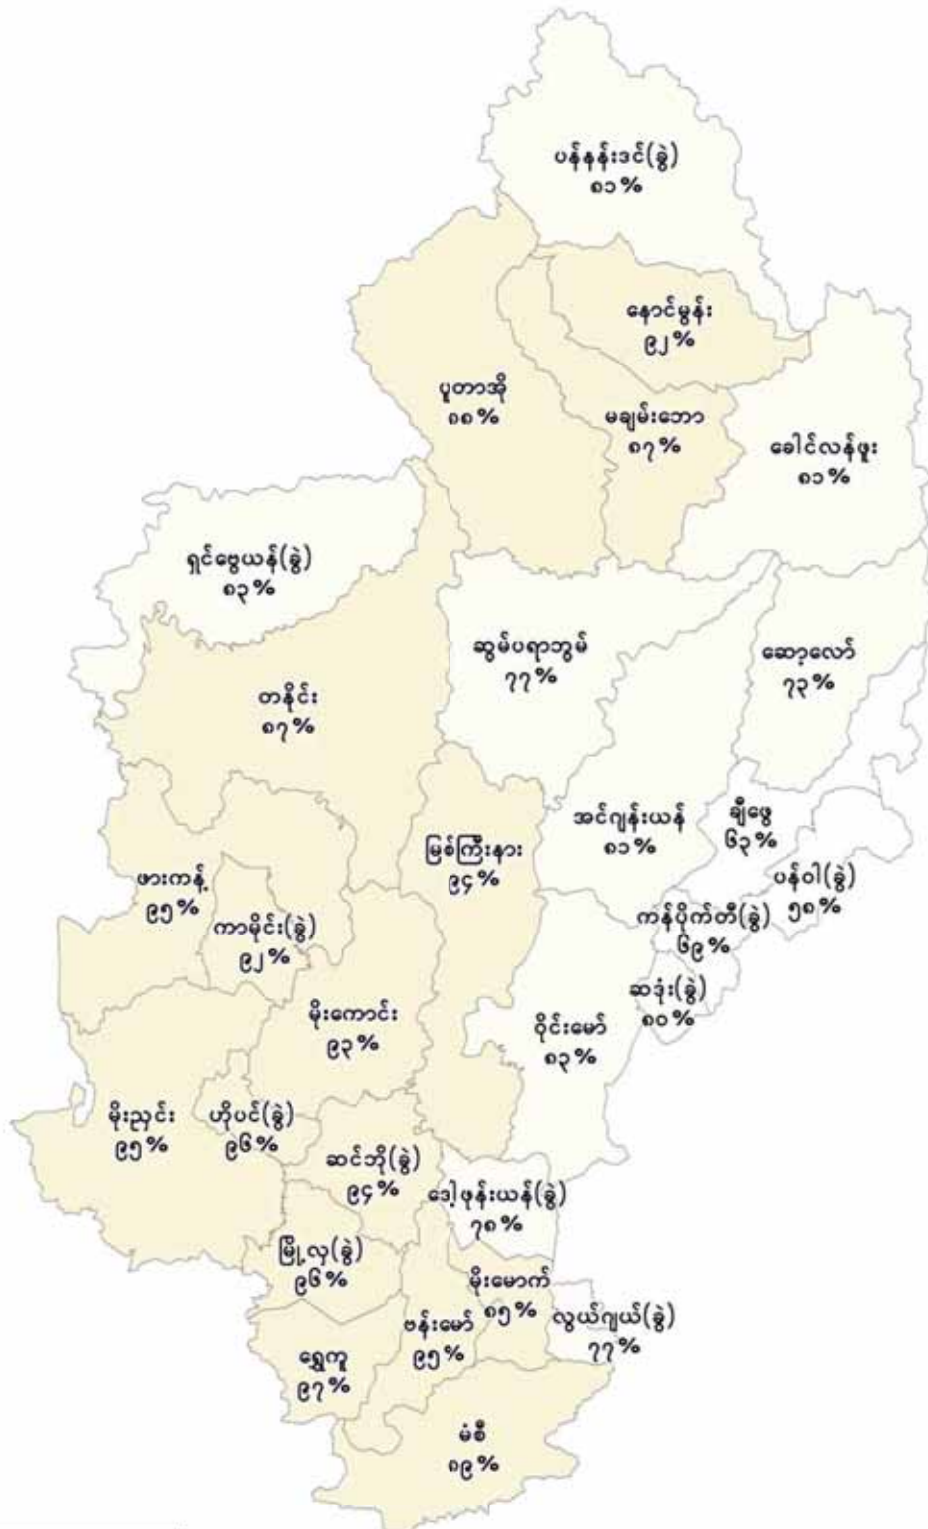 ပန်နန်းဒင်(ခွဲ)
၈၁%
နောင်မွန်း
၉၂%
ပူတာအို
၈၈%
မချမ်းဘော
၈၇%
ခေါင်လန်ဖူး
၈၁%
ရှင်ဗွေယန်(ခွဲ)
၈၃%
ဆွမ်ပရာဘွမ်
၇၇%
ဆော့လော်
၇၃%
တနိုင်း
၈၇%
အင်ဂျန်းယန်
၈၁%
ချီဖွေ
၆၃%
မြစ်ကြီးနား
၉၄%
ဖားကန့်
၉၅%
ပန်ဝါ(ခွဲ)
၅၈%
ကာမိုင်း(ခွဲ)
၉၂%
ကန်ပိုက်တီ(ခွဲ)
၆၉%
ဆဒုံး(ခွဲ)
၈၀%
မိုးကောင်း
၉၃%
ဝိုင်းမော်
၈၃%
မိုးညှင်း
၉၅%
ဟိုပင်(ခွဲ)
၉၆%
ဆင်ဘို(ခွဲ)
၉၄%
ဒေါ့ဖုန်းယန်(ခွဲ)
၇၈%
မြို့လှ(ခွဲ)
၉၆%
မိုးမောက်
၈၅%
ဗန်းမော်
၉၅%
လွယ်ဂျယ်(ခွဲ)
၇၇%
ရွှေကူ
၉၇%
မံစီ
၈၉%